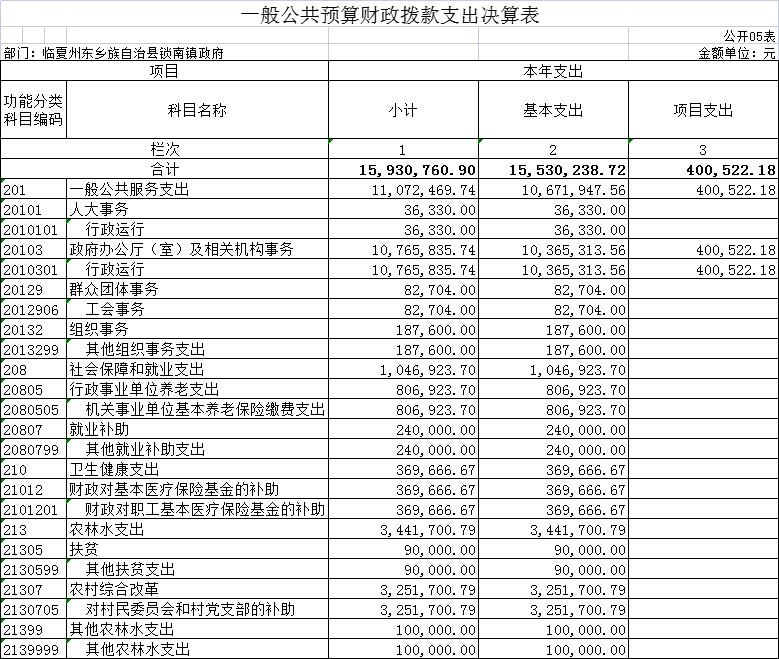 一般公共预算财政拨款支出决算表
公开05表
部门：临夏州东乡族自治县锁南镇政府 金额单位：元
项目 本年支出
功能分类科目编码 科目名称 小计 基本支出 项目支出
栏次 1 2 3
合计 15,930,760.90 15,530,238.72 400,522.18
201 一般公共服务支出 11,072,469.74 10,671,947.56 400,522.18
20101 人大事务 36,330.00 36,330.00
2010101 行政运行 36,330.00 36,330.00
20103 政府办公厅（室）及相关机构事务 10,765,835.74 10,365,313.56 400,522.18
2010301 行政运行 10,765,835.74 10,365,313.56 400,522.18
20129 群众团体事务 82,704.00 82,704.00
2012906 工会事务 82,704.00 82,704.00
20132 组织事务 187,600.00 187,600.00
2013299 其他组织事务支出 187,600.00 187,600.00
208 社会保障和就业支出 1,046,923.70 1,046,923.70
20805 行政事业单位养老支出 806,923.70 806,923.70
2080505 机关事业单位基本养老保险缴费支出 806,923.70 806,923.70
20807 就业补助 240,000.00 240,000.00
2080799 其他就业补助支出 240,000.00 240,000.00
210 卫生健康支出 369,666.67 369,666.67
21012 财政对基本医疗保险基金的补助 369,666.67 369,666.67
2101201 财政对职工基本医疗保险基金的补助 369,666.67 369,666.67
213 农林水支出 3,441,700.79 3,441,700.79
21305 扶贫 90,000.00 90,000.00
2130599 其他扶贫支出 90,000.00 90,000.00
21307 农村综合改革 3,251,700.79 3,251,700.79
2130705 对村民委员会和村党支部的补助 3,251,700.79 3,251,700.79
21399 其他农林水支出 100,000.00 100,000.00
2139999 其他农林水支出 100,000.00 100,000.00